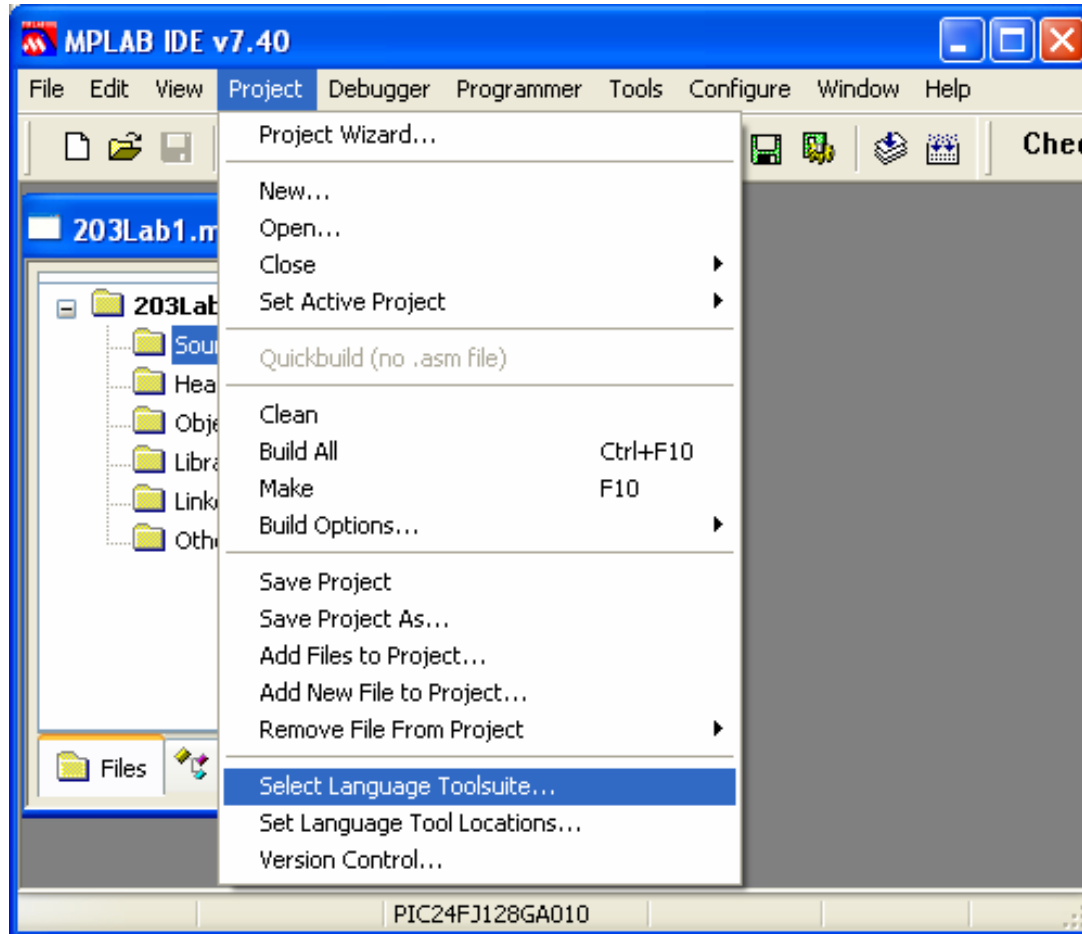 MPLAB IDE v7.40
File Edit View Project Debugger Programmer Tools Configure Window Help
Chec
Project Wizard...
New...
Open...
Close
Set Active Project
Quickbuild (no .asm file)
Clean
Build All Ctrl+F10
Make F10
Build Options...
Save Project
Save Project As...
Add Files to Project...
Add New File to Project...
Remove File From Project
Select Language Toolsuite...
Set Language Tool Locations...
Version Control...
203Lab1.m
203Lab
Sour
Hea
Obje
Libra
Link
Othe
Files
PIC24FJ128GA010